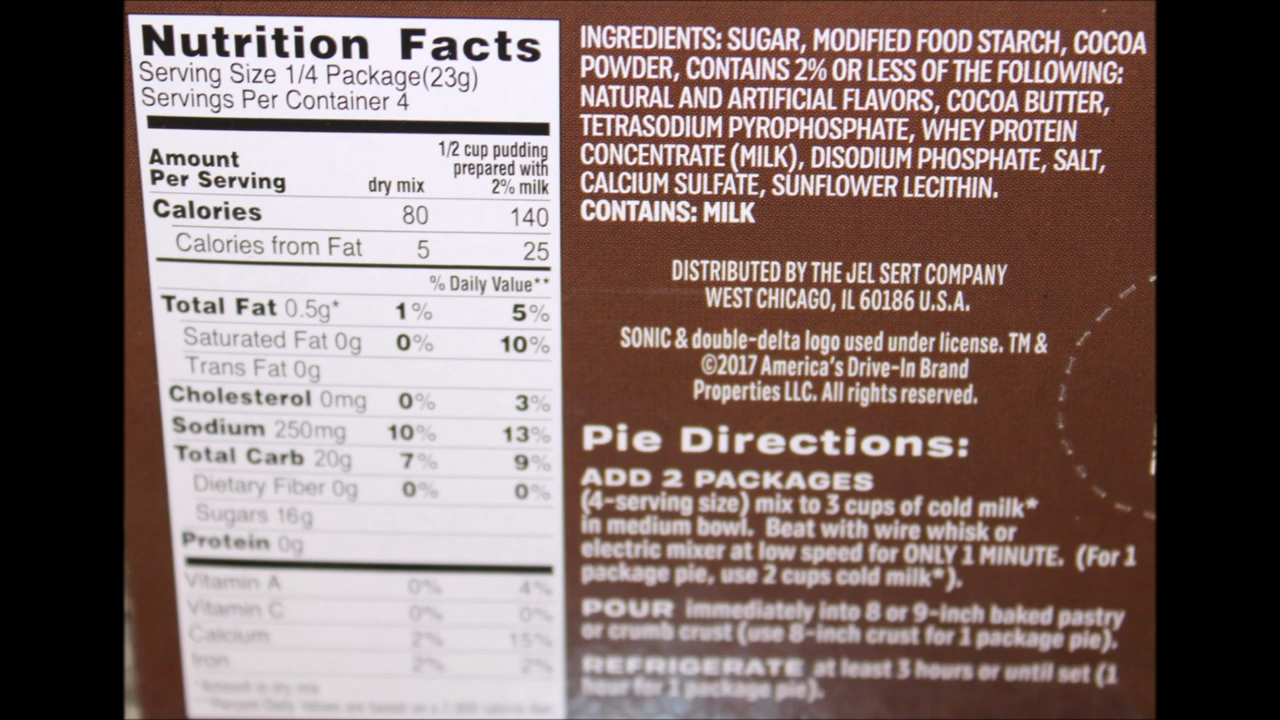 Nutrition Facts
Serving Size 1/4 Package(23g)
Servings Per Container 4
Amount
Per Serving
dry mix
1/2 cup pudding
prepared with
2% milk
Calories 80 140
Calories from Fat 5 25
% Daily Value**
Total Fat 0.5g* 1% 5%
Saturated Fat 0g 0% 10%
Trans Fat 0g
Cholesterol 0mg 0% 3%
Sodium 250mg 10% 13%
Total Carb 20g 7% 9%
Dietary Fiber 0g 0% 0%
Sugars 16g
Protein 0g
Vitamin A 0% 4%
Vitamin C 0% 0%
Calcium 2% 15%
Iron 2% 2%
INGREDIENTS: SUGAR, MODIFIED FOOD STARCH, COCOA
POWDER, CONTAINS 2% OR LESS OF THE FOLLOWING:
NATURAL AND ARTIFICIAL FLAVORS, COCOA BUTTER,
TETRASODIUM PYROPHOSPHATE, WHEY PROTEIN
CONCENTRATE (MILK), DISODIUM PHOSPHATE, SALT,
CALCIUM SULFATE, SUNFLOWER LECITHIN.
CONTAINS: MILK
DISTRIBUTED BY THE JEL SERT COMPANY
WEST CHICAGO, IL 60186 U.S.A.
SONIC & double-delta logo used under license. TM &
©2017 America's Drive-In Brand
Properties LLC. All rights reserved.
Pie Directions:
ADD 2 PACKAGES
(4-serving size) mix to 3 cups of cold milk*
in medium bowl. Beat with wire whisk or
electric mixer at low speed for ONLY 1 MINUTE. (For 1
package pie, use 2 cups cold milk*).
POUR immediately into 8 or 9-inch baked pastry
or crumb crust (use 8-inch crust for 1 package pie).
REFRIGERATE at least 3 hours or until set (1
hour for 1 package pie).